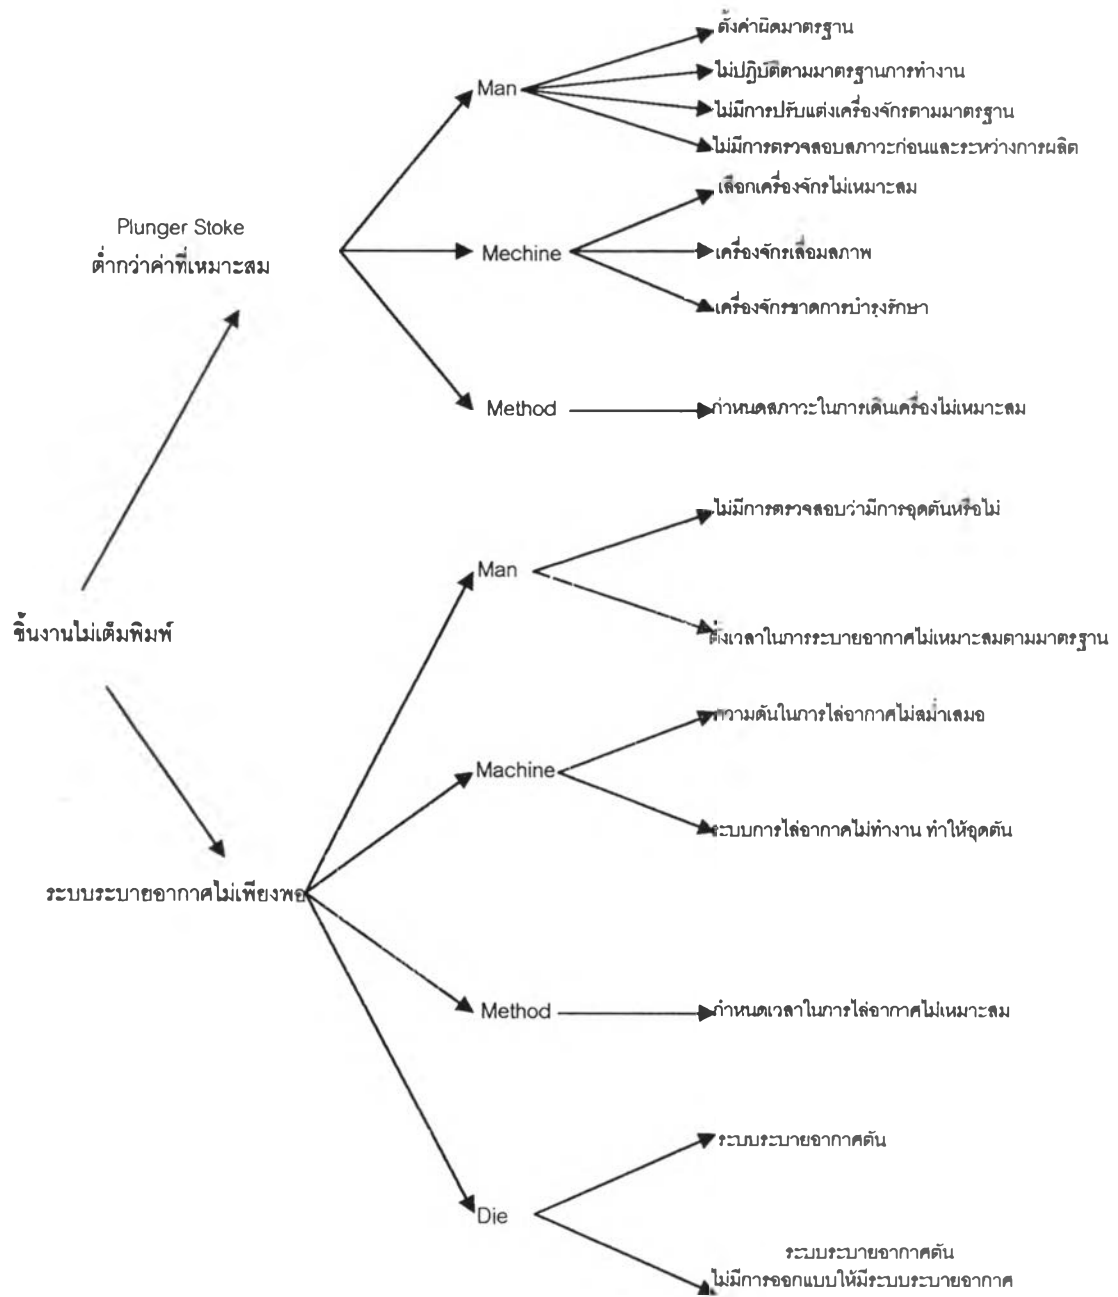 ตั้งค่าผิดมาตรฐาน
Man
ไม่ปฏิบัติตามมาตรฐานการทำงาน
ไม่มีการปรับแต่งเครื่องจักรตามมาตรฐาน
ไม่มีการตรวจสอบสภาวะก่อนและระหว่างการผลิต
เลือกเครื่องจักรไม่เหมาะสม
Plunger Stoke
ต่ำกว่าค่าที่เหมาะสม
Mechine
เครื่องจักรเสื่อมสภาพ
เครื่องจักรขาดการบำรุงรักษา
Method
กำหนดสภาวะในการเดินเครื่องไม่เหมาะสม
ไม่มีการตรวจสอบว่ามีการอุดตันหรือไม่
Man
ชิ้นงานไม่เต็มพิมพ์
ตั้งเวลาในการระบายอากาศไม่เหมาะสมตามมาตรฐาน
ความดันในการไล่อากาศไม่สม่ำเสมอ
Machine
ระบบการไล่อากาศไม่ทำงาน ทำให้อุดตัน
ระบบระบายอากาศไม่เพียงพอ
Method
กำหนดเวลาในการไล่อากาศไม่เหมาะสม
ระบบระบายอากาศตัน
Die
ระบบระบายอากาศตัน
ไม่มีการออกแบบให้มีระบบระบายอากาศ